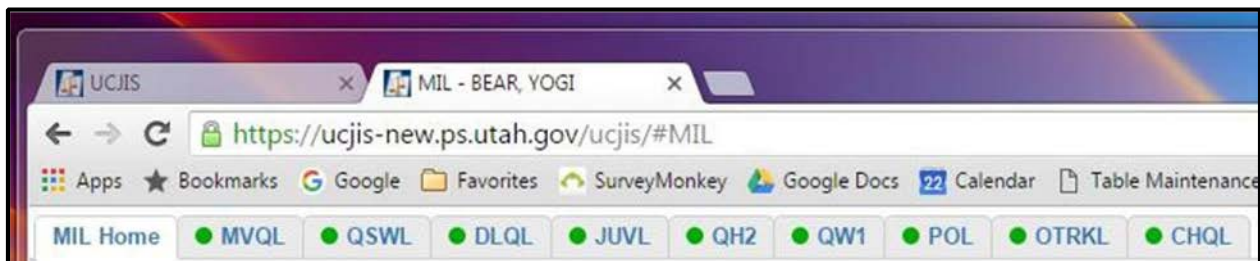 UCJIS × MIL - BEAR, YOGI ×
https://ucjis-new.ps.utah.gov/ucjis/#MIL
Apps Bookmarks G Google Favorites SurveyMonkey Google Docs 22 Calendar Table Maintenance
MIL Home MVQL QSWL DLQL JUVL QH2 QW1 POL OTRKL CHQL